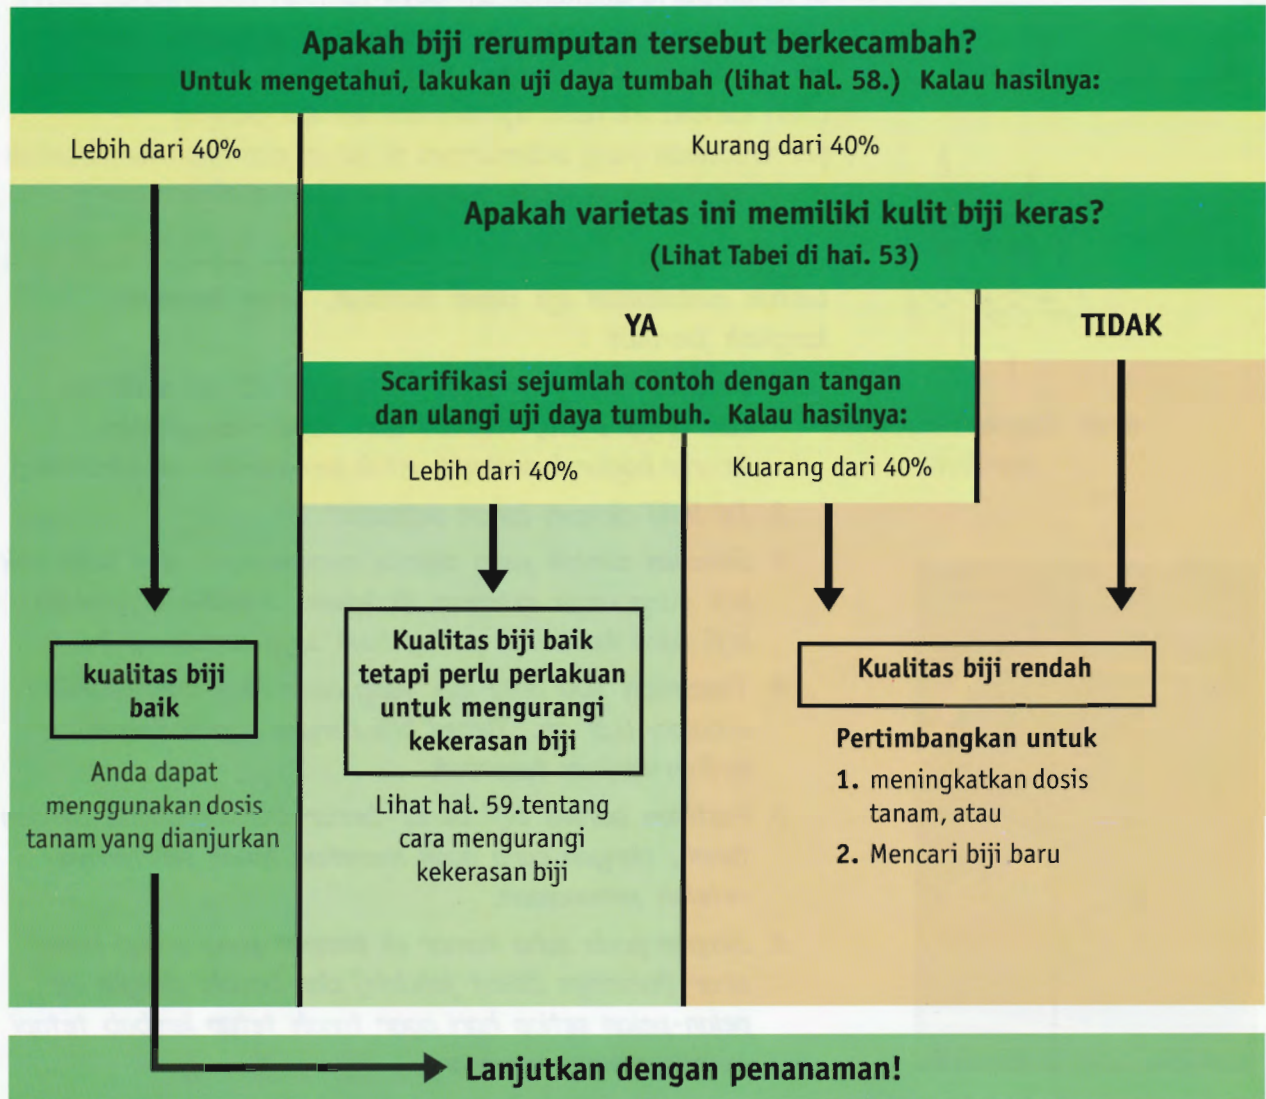 Apakah biji rerumputan tersebut berkecambah?
Untuk mengetahui, lakukan uji daya tumbah (lihat hal. 58.) Kalau hasilnya:
Lebih dari 40%
Kurang dari 40%
Apakah varietas ini memiliki kulit biji keras?
(Lihat Tabei di hai. 53)
YA
TIDAK
Scarifikasi sejumlah contoh dengan tangan
dan ulangi uji daya tumbuh. Kalau hasilnya:
Lebih dari 40%
Kuarang dari 40%
kualitas biji
baik
Anda dapat
menggunakan dosis
tanam yang dianjurkan
Kualitas biji baik
tetapi perlu perlakuan
untuk mengurangi
kekerasan biji
Lihat hal. 59.tentang
cara mengurangi
kekerasan biji
Kualitas biji rendah
Pertimbangkan untuk
1. meningkatkan dosis
tanam, atau
2. Mencari biji baru
Lanjutkan dengan penanaman!